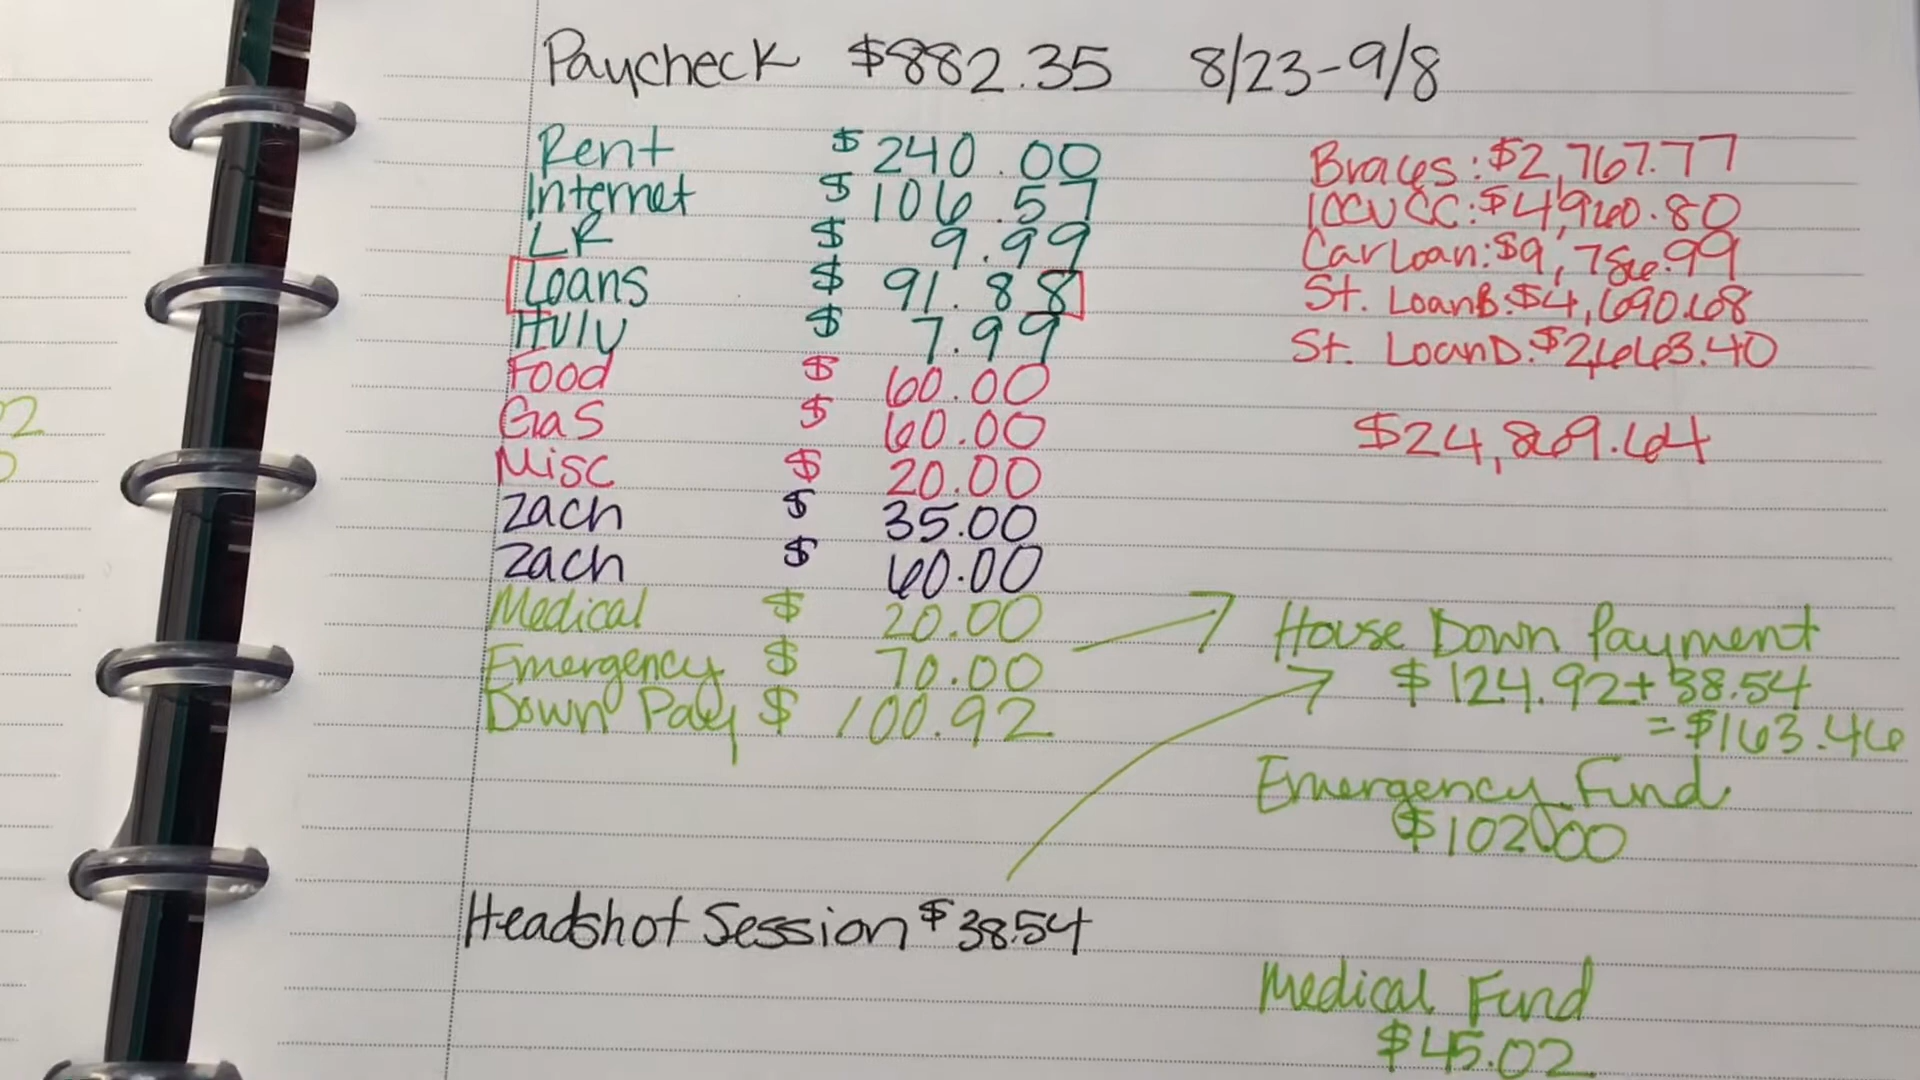 Paycheck $882.35 8/23-9/8
Rent $240.00
Internet $106.57
LR $9.99
Loans $91.88
Hulu $7.99
Food $60.00
Gas $60.00
Misc $20.00
Zach $35.00
Zach $60.00
Medical $20.00
Emergency $70.00
Down Pay $100.92
Headshot Session $38.54
Braces: $2,767.77
ICCU CC: $4,960.80
Car Loan: $9,786.99
St. Loan B: $4,690.68
St. Loan D: $2,663.40
$24,869.64
House Down Payment
$124.92 + 38.54
= $163.46
Emergency Fund
$102.00
Medical Fund
$45.02